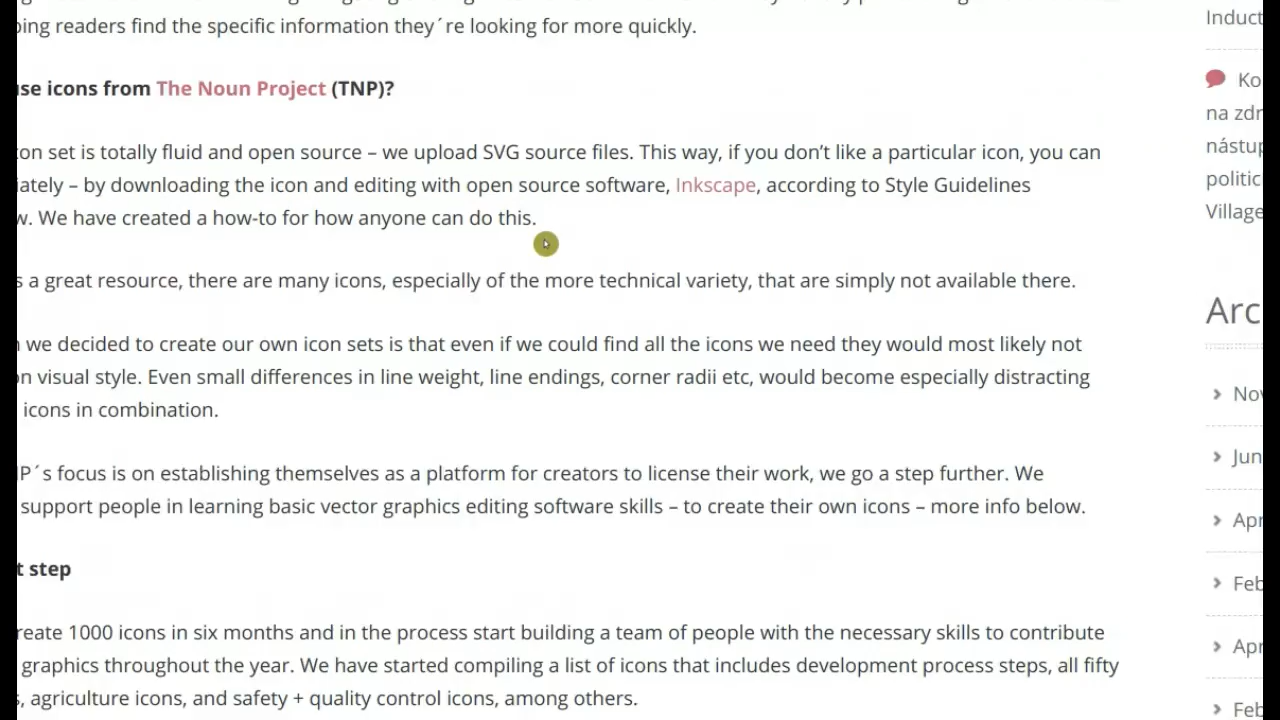 ing readers find the specific information they´re looking for more quickly.
se icons from The Noun Project (TNP)?
on set is totally fluid and open source – we upload SVG source files. This way, if you don’t like a particular icon, you can
iately – by downloading the icon and editing with open source software, Inkscape, according to Style Guidelines
w. We have created a how-to for how anyone can do this.
s a great resource, there are many icons, especially of the more technical variety, that are simply not available there.
we decided to create our own icon sets is that even if we could find all the icons we need they would most likely not
on visual style. Even small differences in line weight, line endings, corner radii etc, would become especially distracting
icons in combination.
P´s focus is on establishing themselves as a platform for creators to license their work, we go a step further. We
support people in learning basic vector graphics editing software skills – to create their own icons – more info below.
t step
reate 1000 icons in six months and in the process start building a team of people with the necessary skills to contribute
graphics throughout the year. We have started compiling a list of icons that includes development process steps, all fifty
s, agriculture icons, and safety + quality control icons, among others.
Induct
Ko
na zdr
nástup
politic
Village
Arc
Nov
Jun
Apr
Feb
Apr
Feb